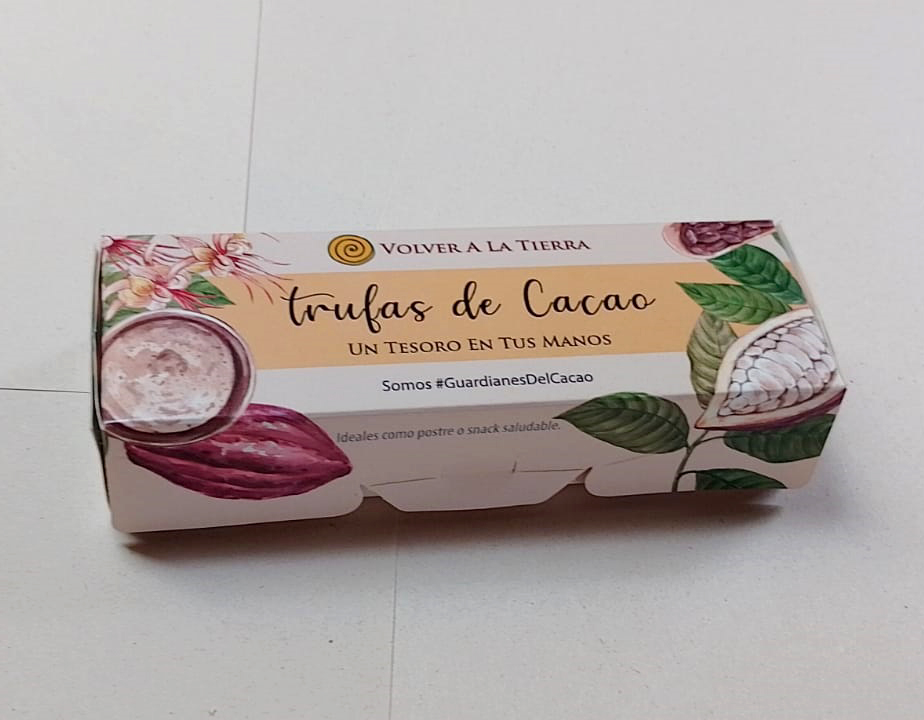 VOLVER A LA TIERRA
trufas de Cacao
UN TESORO EN TUS MANOS
Somos #GuardianesDelCacao
Ideales como postre o snack saludable.